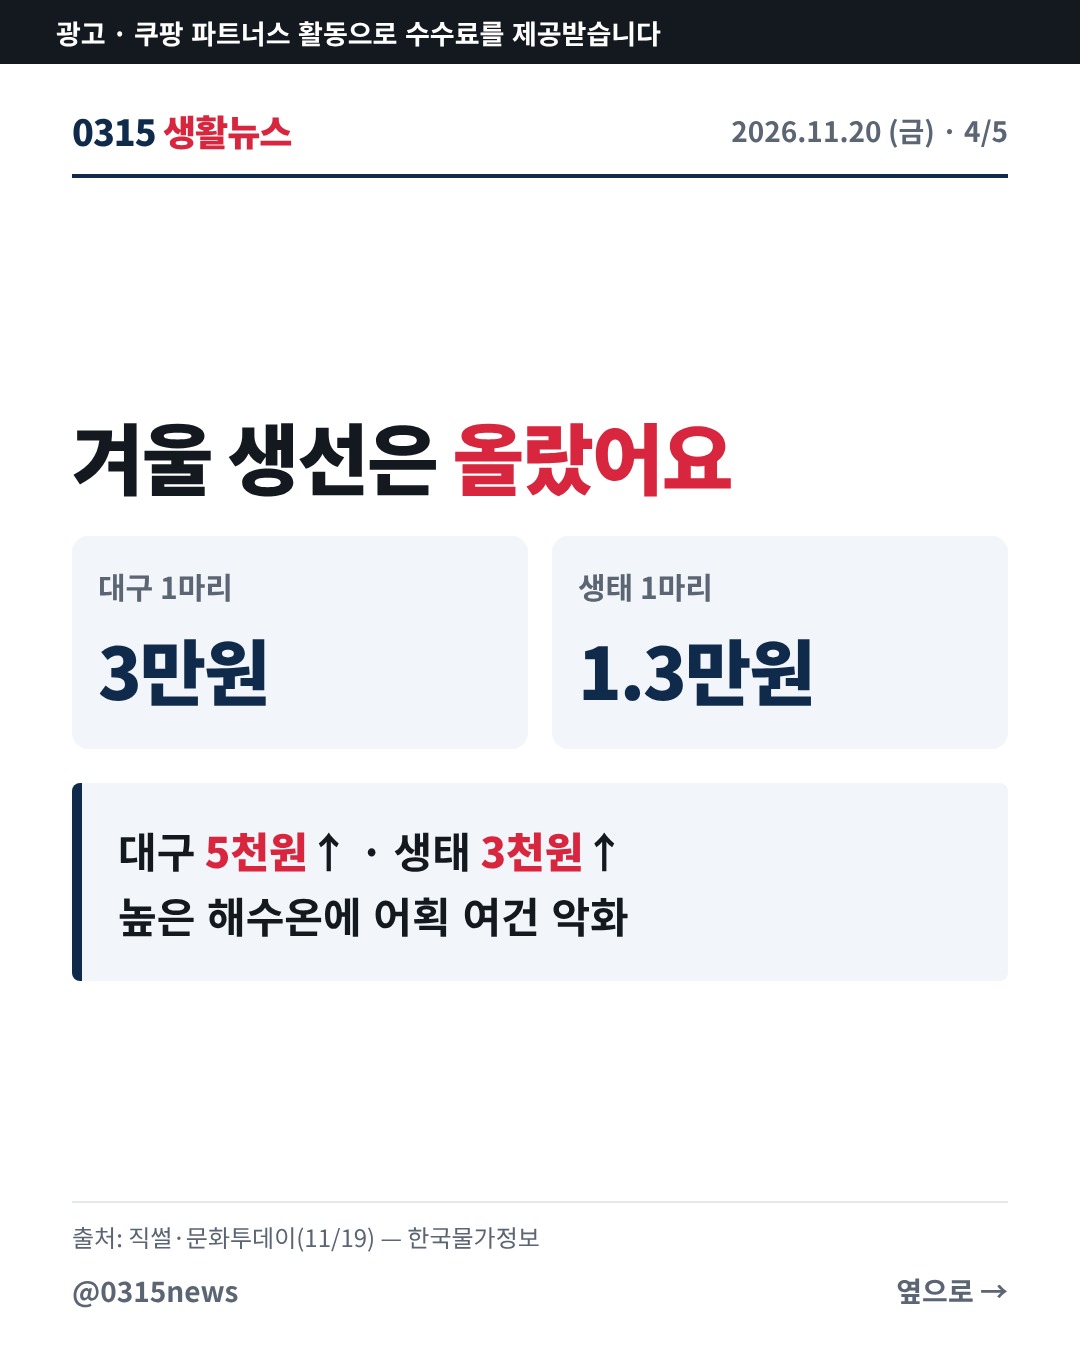 광고 · 쿠팡 파트너스 활동으로 수수료를 제공받습니다
0315 생활뉴스
2026.11.20 (금) · 4/5
겨울 생선은 올랐어요
대구 1마리
3만원
생태 1마리
1.3만원
대구 5천원↑ · 생태 3천원↑
높은 해수온에 어획 여건 악화
출처: 직썰·문화투데이(11/19) — 한국물가정보
@0315news
옆으로 →